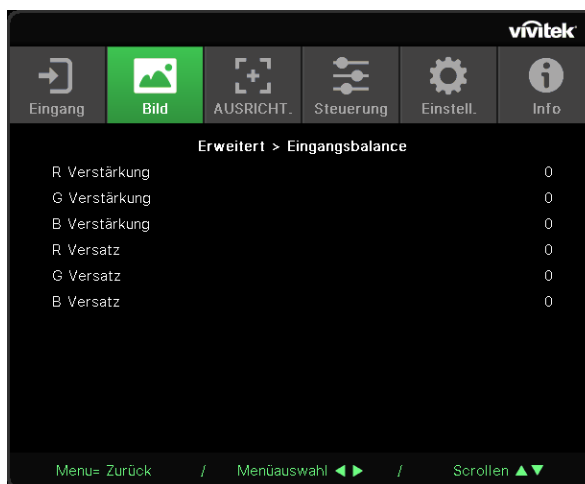 vivitek
Eingang Bild AUSRICHT. Steuerung Einstell. Info
Erweitert > Eingangsbalance
R Verstärkung 0
G Verstärkung 0
B Verstärkung 0
R Versatz 0
G Versatz 0
B Versatz 0
Menu= Zurück / Menüauswahl ◀ ▶ / Scrollen ▲▼